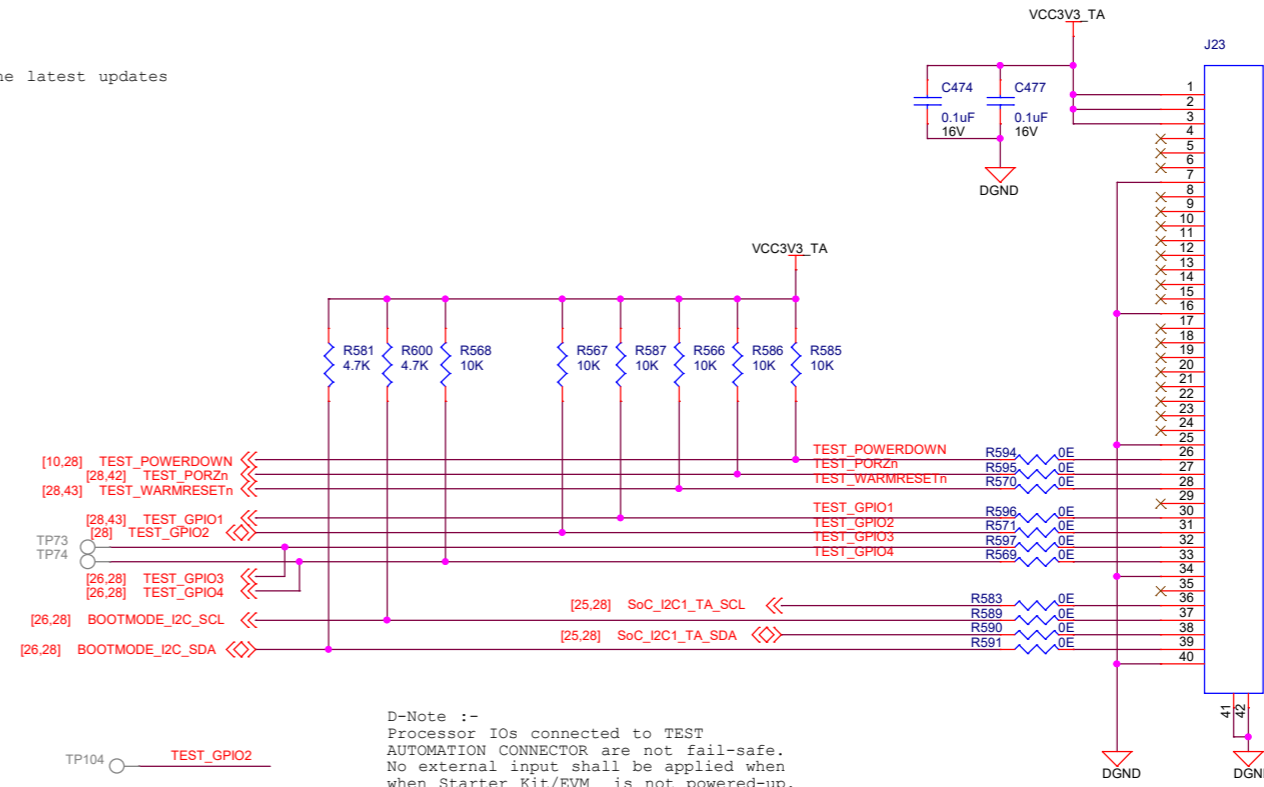 VCC3V3_TA
J23
ne latest updates
C474
0.1uF
16V
C477
0.1uF
16V
DGND
1
2
3
4
5
6
7
8
9
10
11
12
13
14
15
16
17
18
19
20
21
22
23
24
25
26
27
28
29
30
31
32
33
34
35
36
37
38
39
40
41
42
VCC3V3_TA
R581
4.7K
R600
4.7K
R568
10K
R567
10K
R587
10K
R566
10K
R586
10K
R585
10K
[10,28] TEST_POWERDOWN
TEST_POWERDOWN
R594 0E
[28,42] TEST_PORZn
TEST_PORZn
R595 0E
[28,43] TEST_WARMRESETn
TEST_WARMRESETn
R570 0E
[28,43] TEST_GPIO1
TEST_GPIO1
R596 0E
[28] TEST_GPIO2
TEST_GPIO2
R571 0E
TP73
TEST_GPIO3
R597 0E
TP74
TEST_GPIO4
R569 0E
[26,28] TEST_GPIO3
[26,28] TEST_GPIO4
[25,28] SoC_I2C1_TA_SCL
R583 0E
[26,28] BOOTMODE_I2C_SCL
R589 0E
[25,28] SoC_I2C1_TA_SDA
R590 0E
[26,28] BOOTMODE_I2C_SDA
R591 0E
D-Note :-
Processor IOs connected to TEST
AUTOMATION CONNECTOR are not fail-safe.
No external input shall be applied when
when Starter Kit/EVM is not powered-up.
TP104
TEST_GPIO2
DGND
DGN